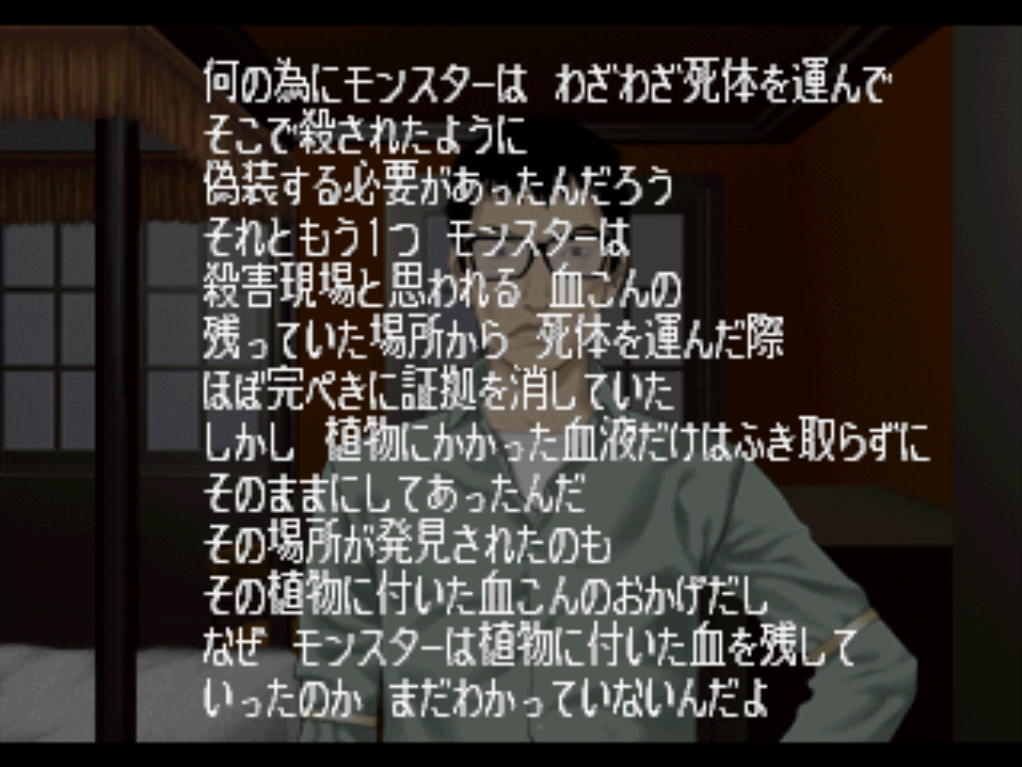 何の為にモンスターは　わざわざ死体を運んで
そこで殺されたように
偽装する必要があったんだろう
それともう1つ　モンスターは
殺害現場と思われる　血こんの
残っていた場所から　死体を運んだ際
ほぼ完ぺきに証拠を消していた
しかし　植物にかかった血液だけはふき取らずに
そのままにしてあったんだ
その場所が発見されたのも
その植物に付いた血こんのおかげだし
なぜ　モンスターは植物に付いた血を残して
いったのか　まだわかっていないんだよ